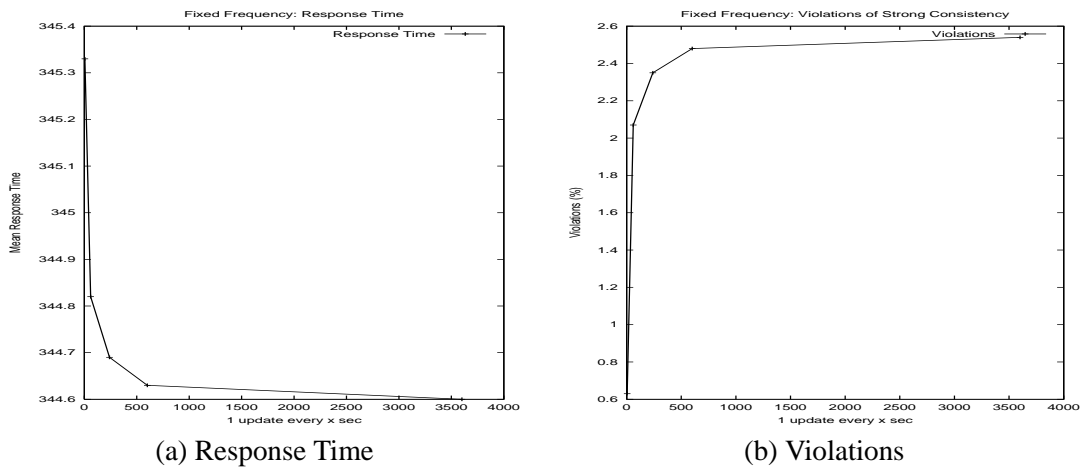 Fixed Frequency: Response Time
345.4
Response Time
345.3
345.2
345.1
345
344.9
344.8
344.7
344.6
Mean Response Time
0 500 1000 1500 2000 2500 3000 3500 4000
1 update every x sec
(a) Response Time
Fixed Frequency: Violations of Strong Consistency
2.6
Violations
2.4
2.2
2
1.8
1.6
1.4
1.2
1
0.8
0.6
Violations (%)
0 500 1000 1500 2000 2500 3000 3500 4000
1 update every x sec
(b) Violations